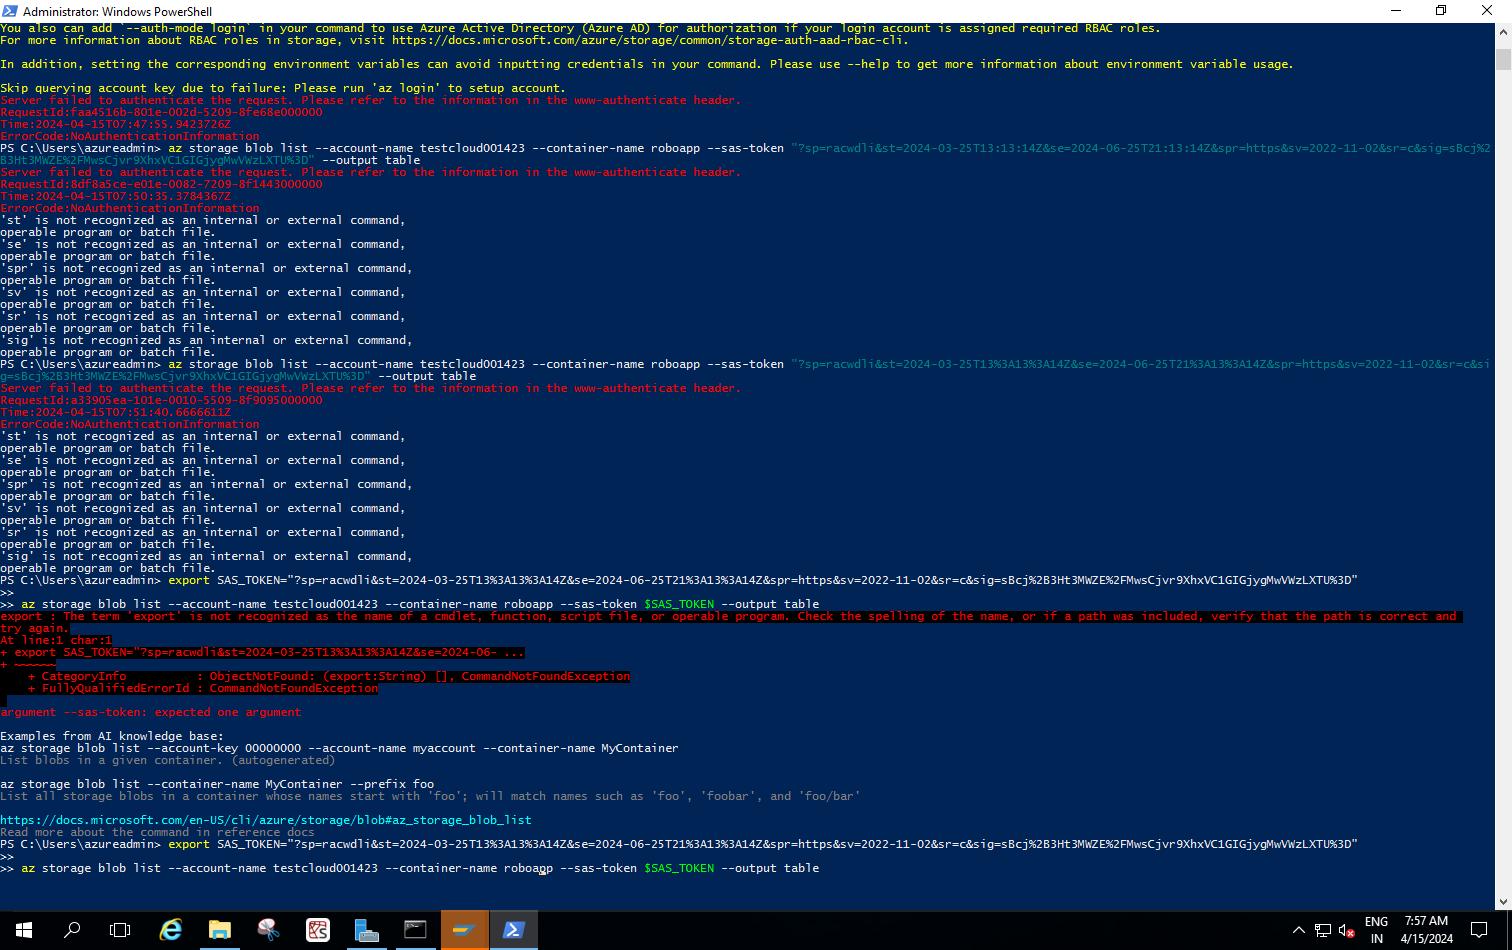 Administrator: Windows PowerShell
You also can add `--auth-mode login` in your command to use Azure Active Directory (Azure AD) for authorization if your login account is assigned required RBAC roles.
For more information about RBAC roles in storage, visit https://docs.microsoft.com/azure/storage/common/storage-auth-aad-rbac-cli.
In addition, setting the corresponding environment variables can avoid inputting credentials in your command. Please use --help to get more information about environment variable usage.
Skip querying account key due to failure: Please run 'az login' to setup account.
Server failed to authenticate the request. Please refer to the information in the www-authenticate header.
RequestId:faa4516b-801e-002d-5209-8fe68e000000
Time:2024-04-15T07:47:55.9423726Z
ErrorCode:NoAuthenticationInformation
PS C:\Users\azureadmin> az storage blob list --account-name testcloud001423 --container-name roboapp --sas-token "?sp=racwdli&st=2024-03-25T13:13:14Z&se=2024-06-25T21:13:14Z&spr=https&sv=2022-11-02&sr=c&sig=sBcj%2
B3Ht3MWZE%2FMwsCjvr9XhxVC1GIGjygMwVWzLXTU%3D" --output table
Server failed to authenticate the request. Please refer to the information in the www-authenticate header.
RequestId:8df8a5ce-e01e-0082-7209-8f1443000000
Time:2024-04-15T07:50:35.3784367Z
ErrorCode:NoAuthenticationInformation
'st' is not recognized as an internal or external command,
operable program or batch file.
'se' is not recognized as an internal or external command,
operable program or batch file.
'spr' is not recognized as an internal or external command,
operable program or batch file.
'sv' is not recognized as an internal or external command,
operable program or batch file.
'sr' is not recognized as an internal or external command,
operable program or batch file.
'sig' is not recognized as an internal or external command,
operable program or batch file.
PS C:\Users\azureadmin> az storage blob list --account-name testcloud001423 --container-name roboapp --sas-token "?sp=racwdli&st=2024-03-25T13%3A13%3A14Z&se=2024-06-25T21%3A13%3A14Z&spr=https&sv=2022-11-02&sr=c&si
g=sBcj%2B3Ht3MWZE%2FMwsCjvr9XhxVC1GIGjygMwVWzLXTU%3D" --output table
Server failed to authenticate the request. Please refer to the information in the www-authenticate header.
RequestId:a33905ea-101e-0010-5509-8f9095000000
Time:2024-04-15T07:51:40.6666611Z
ErrorCode:NoAuthenticationInformation
'st' is not recognized as an internal or external command,
operable program or batch file.
'se' is not recognized as an internal or external command,
operable program or batch file.
'spr' is not recognized as an internal or external command,
operable program or batch file.
'sv' is not recognized as an internal or external command,
operable program or batch file.
'sr' is not recognized as an internal or external command,
operable program or batch file.
'sig' is not recognized as an internal or external command,
operable program or batch file.
PS C:\Users\azureadmin> export SAS_TOKEN="?sp=racwdli&st=2024-03-25T13%3A13%3A14Z&se=2024-06-25T21%3A13%3A14Z&spr=https&sv=2022-11-02&sr=c&sig=sBcj%2B3Ht3MWZE%2FMwsCjvr9XhxVC1GIGjygMwVWzLXTU%3D"
>>
>> az storage blob list --account-name testcloud001423 --container-name roboapp --sas-token $SAS_TOKEN --output table
export : The term 'export' is not recognized as the name of a cmdlet, function, script file, or operable program. Check the spelling of the name, or if a path was included, verify that the path is correct and
try again.
At line:1 char:1
+ export SAS_TOKEN="?sp=racwdli&st=2024-03-25T13%3A13%3A14Z&se=2024-06- ...
+ ~~~~~~
+ CategoryInfo : ObjectNotFound: (export:String) [], CommandNotFoundException
+ FullyQualifiedErrorId : CommandNotFoundException
argument --sas-token: expected one argument
Examples from AI knowledge base:
az storage blob list --account-key 00000000 --account-name myaccount --container-name MyContainer
List blobs in a given container. (autogenerated)
az storage blob list --container-name MyContainer --prefix foo
List all storage blobs in a container whose names start with 'foo'; will match names such as 'foo', 'foobar', and 'foo/bar'
https://docs.microsoft.com/en-US/cli/azure/storage/blob#az_storage_blob_list
Read more about the command in reference docs
PS C:\Users\azureadmin> export SAS_TOKEN="?sp=racwdli&st=2024-03-25T13%3A13%3A14Z&se=2024-06-25T21%3A13%3A14Z&spr=https&sv=2022-11-02&sr=c&sig=sBcj%2B3Ht3MWZE%2FMwsCjvr9XhxVC1GIGjygMwVWzLXTU%3D"
>>
>> az storage blob list --account-name testcloud001423 --container-name roboapp --sas-token $SAS_TOKEN --output table
ENG
IN
7:57 AM
4/15/2024